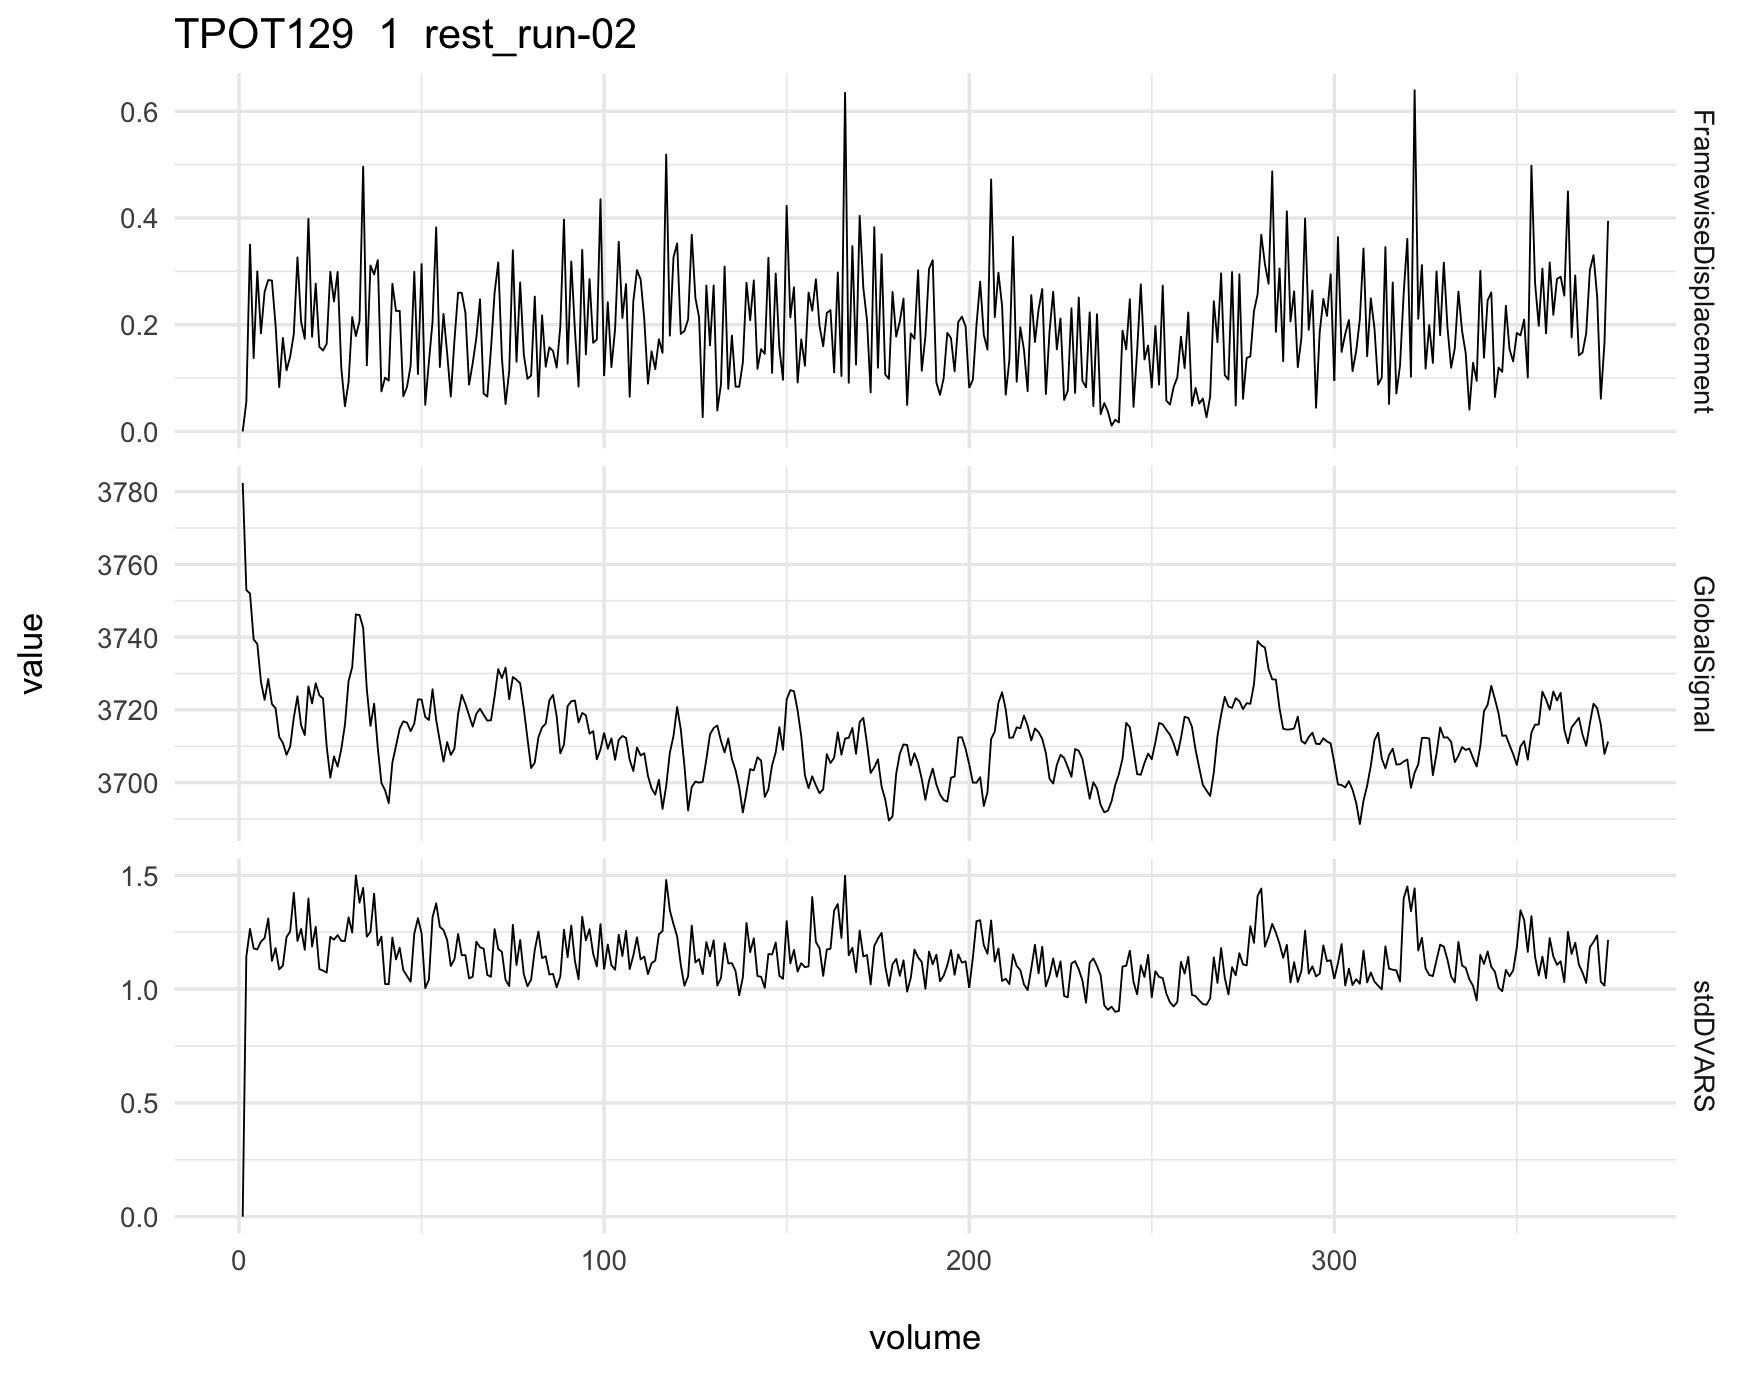 TPOT129  1  rest_run-02
0.6
0.4
0.2
0.0
FramewiseDisplacement
3780
3760
3740
3720
3700
GlobalSignal
value
1.5
1.0
0.5
0.0
stdDVARS
0 100 200 300
volume